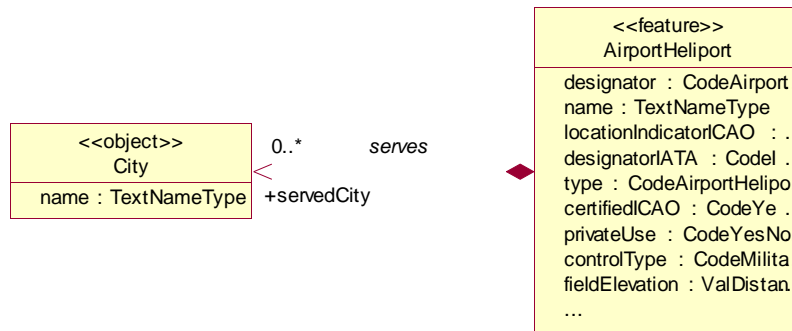 <<object>>
City
name : TextNameType
0..*
serves
+servedCity
<<feature>>
AirportHeliport
designator : CodeAirport
name : TextNameType
locationIndicatorICAO : .
designatorIATA : CodeI .
type : CodeAirportHelipo
certifiedICAO : CodeYe .
privateUse : CodeYesNo
controlType : CodeMilita
fieldElevation : ValDistan.
...